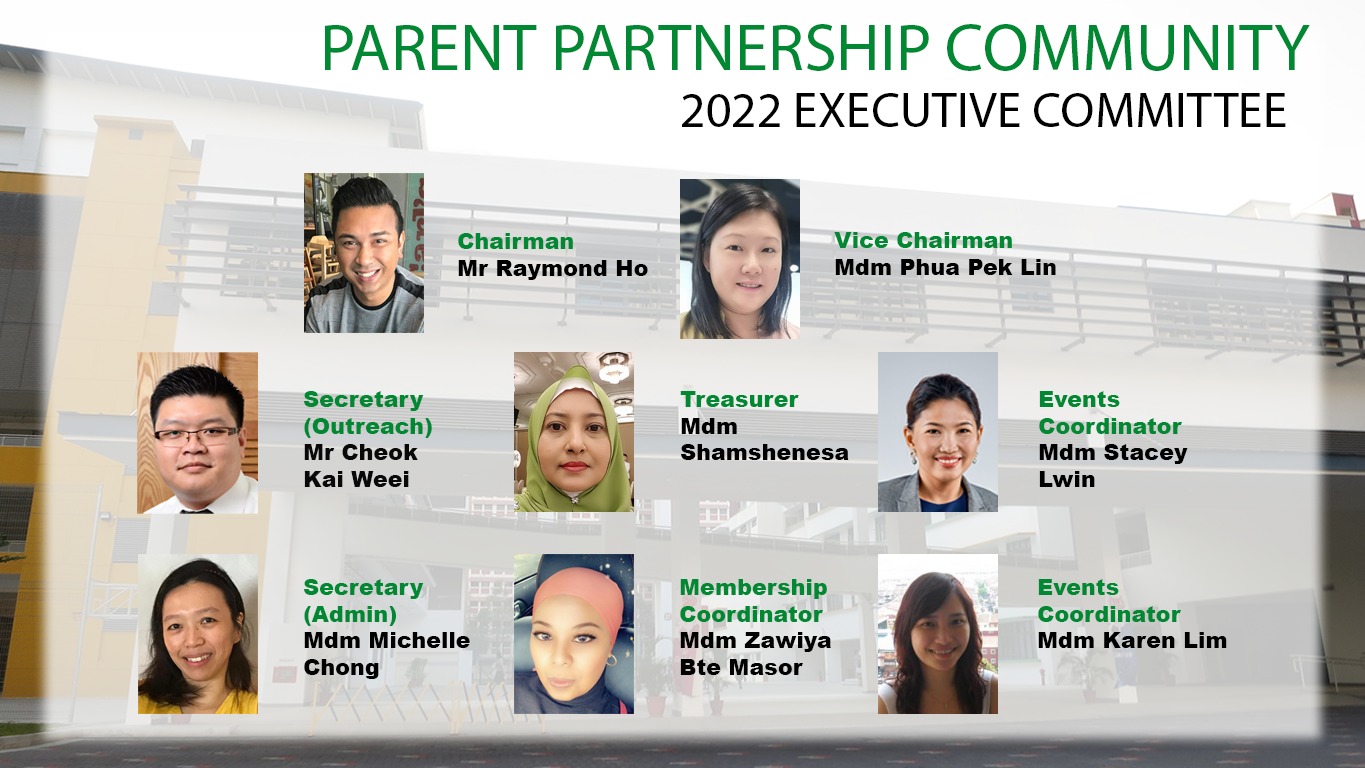 PARENT PARTNERSHIP COMMUNITY
2022 EXECUTIVE COMMITTEE
Chairman
Mr Raymond Ho
Vice Chairman
Mdm Phua Pek Lin
Secretary
(Outreach)
Mr Cheok
Kai Weei
Treasurer
Mdm
Shamshenesa
Events
Coordinator
Mdm Stacey
Lwin
Secretary
(Admin)
Mdm Michelle
Chong
Membership
Coordinator
Mdm Zawiya
Bte Masor
Events
Coordinator
Mdm Karen Lim